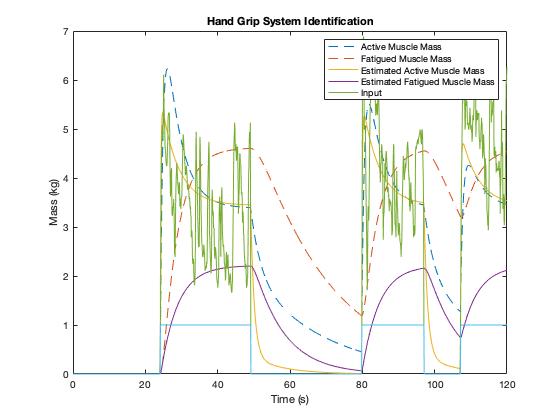 Hand Grip System Identification
7
6
5
4
3
2
1
0
Mass (kg)
Active Muscle Mass
Fatigued Muscle Mass
Estimated Active Muscle Mass
Estimated Fatigued Muscle Mass
Input
0 20 40 60 80 100 120
Time (s)